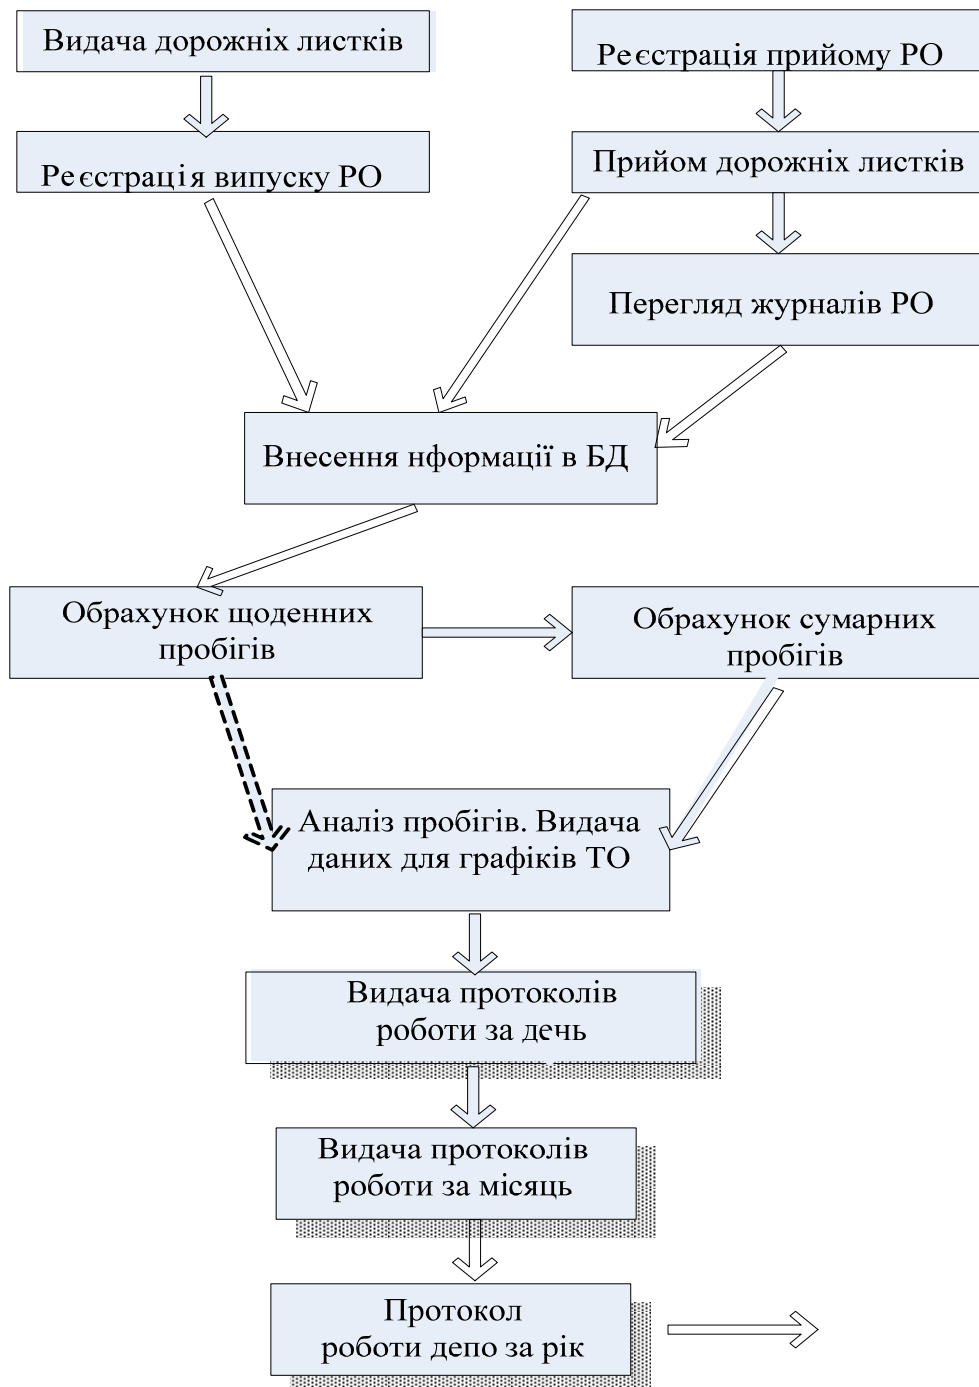 Видача дорожніх листків
Реєстрація прийому РО
Реєстрація випуску РО
Прийом дорожніх листків
Перегляд журналів РО
Внесення нформації в БД
Обрахунок щоденних
пробігів
Обрахунок сумарних
пробігів
Аналіз пробігів. Видача
даних для графіків ТО
Видача протоколів
роботи за дечь
Видача протоколів
роботи за місяць
Протокол
роботи депо за рік